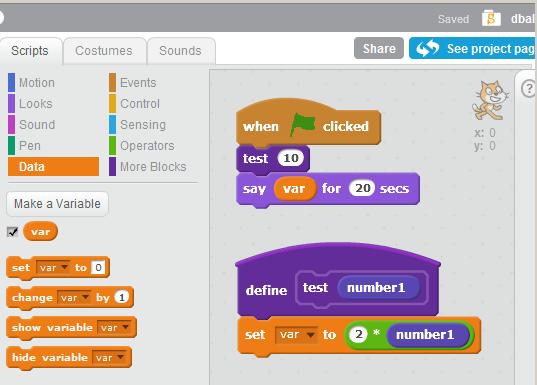 Saved dbal
Scripts Costumes Sounds Share See project pag
Motion Events
Looks Control
Sound Sensing
Pen Operators
Data More Blocks
Make a Variable
var
set var to 0
change var by 1
show variable var
hide variable var
?
x: 0
y: 0
when clicked
test 10
say var for 20 secs
define test number1
set var to 2 * number1